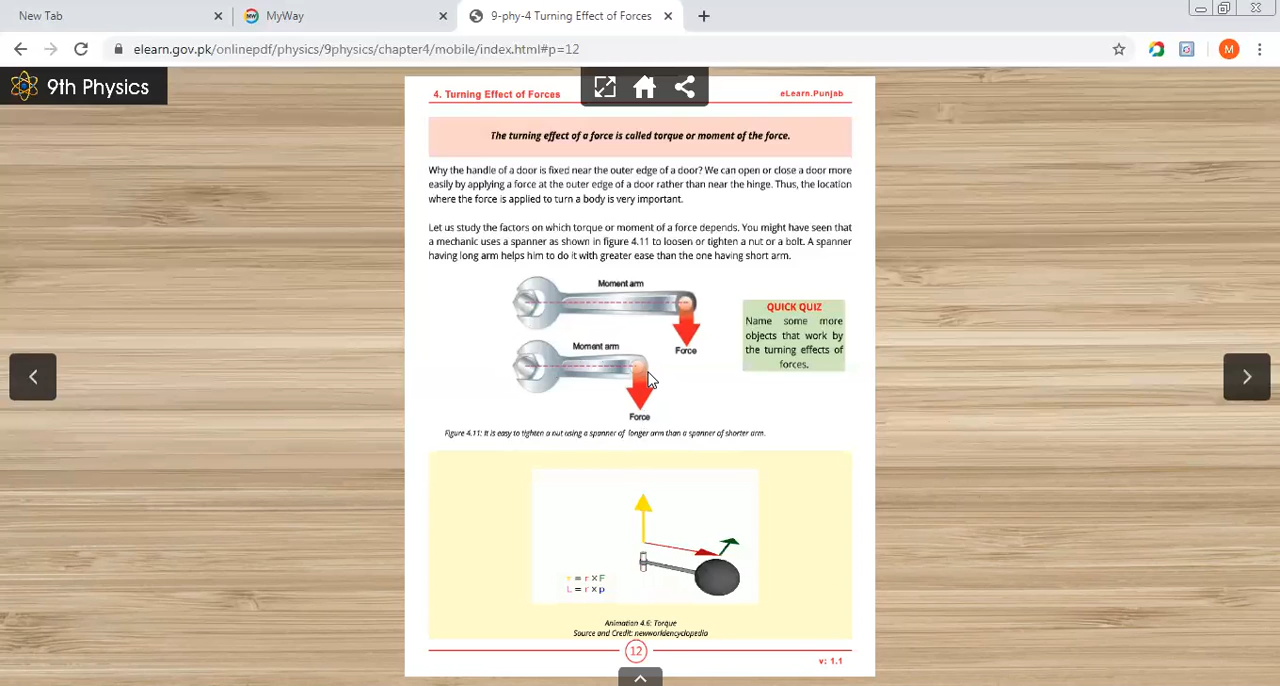 New Tab
MyWay
9-phy-4 Turning Effect of Forces
elearn.gov.pk/onlinepdf/physics/9physics/chapter4/mobile/index.html#p=12
M
9th Physics
4. Turning Effect of Forces
eLearn.Punjab
The turning effect of a force is called torque or moment of the force.
Why the handle of a door is fixed near the outer edge of a door? We can open or close a door more
easily by applying a force at the outer edge of a door rather than near the hinge. Thus, the location
where the force is applied to turn a body is very important.
Let us study the factors on which torque or moment of a force depends. You might have seen that
a mechanic uses a spanner as shown in figure 4.11 to loosen or tighten a nut or a bolt. A spanner
having long arm helps him to do it with greater ease than the one having short arm.
Moment arm
Force
Moment arm
Force
QUICK QUIZ
Name some more
objects that work by
the turning effects of
forces.
Figure 4.11: It is easy to tighten a nut using a spanner of longer arm than a spanner of shorter arm.
τ = r × F
L = r × p
Animation 4.6: Torque
Source and Credit: newworldencyclopedia
12
v: 1.1